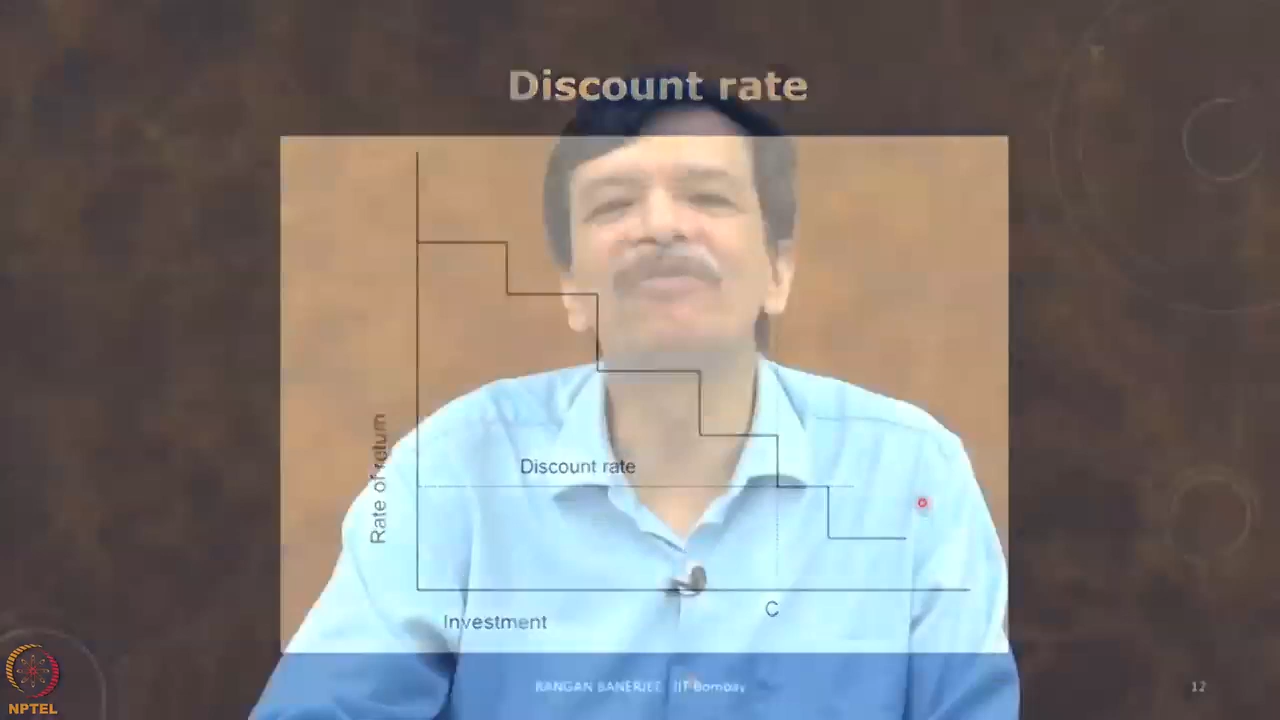 Discount rate
Rate of return
Discount rate
C
Investment
RANGAN BANERJEE IIT Bombay
12
NPTEL